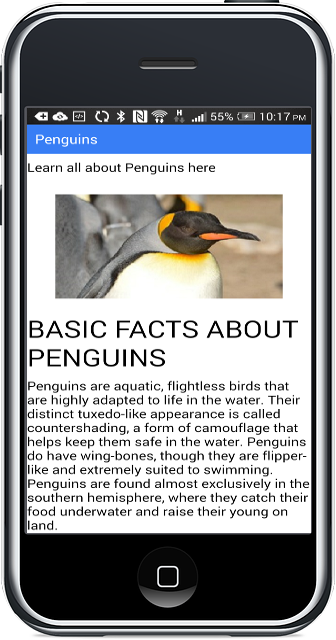 H
55% 10:17 PM
Penguins
Learn all about Penguins here
BASIC FACTS ABOUT
PENGUINS
Penguins are aquatic, flightless birds that
are highly adapted to life in the water. Their
distinct tuxedo-like appearance is called
countershading, a form of camouflage that
helps keep them safe in the water. Penguins
do have wing-bones, though they are flipper-
like and extremely suited to swimming.
Penguins are found almost exclusively in the
southern hemisphere, where they catch their
food underwater and raise their young on
land.